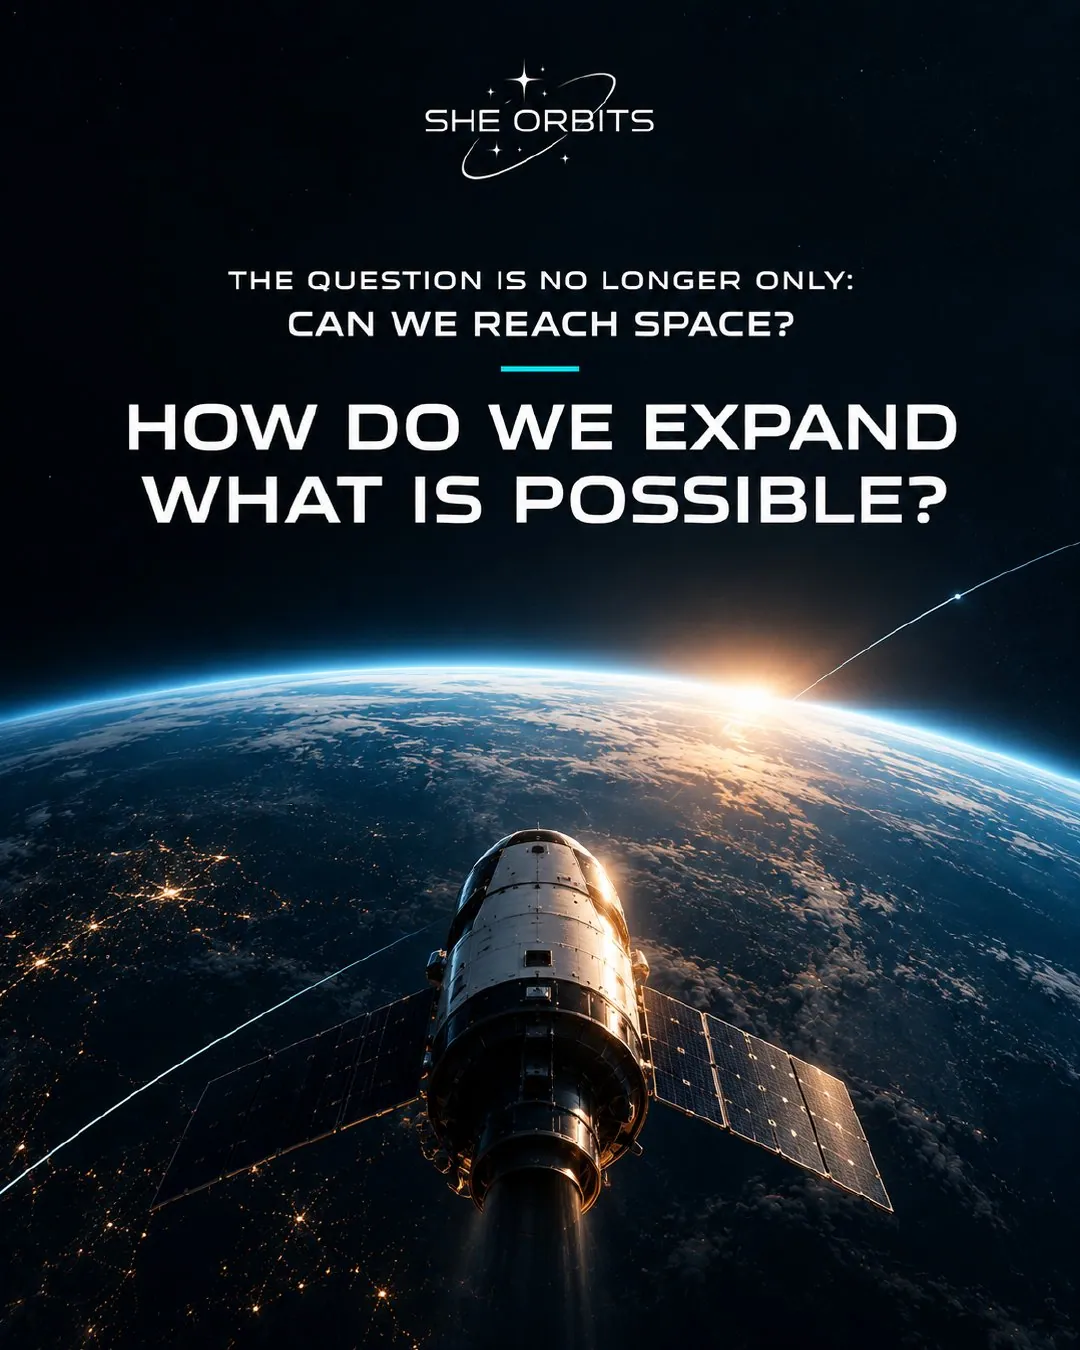 SHE ORBITS
THE QUESTION IS NO LONGER ONLY:
CAN WE REACH SPACE?
HOW DO WE EXPAND
WHAT IS POSSIBLE?